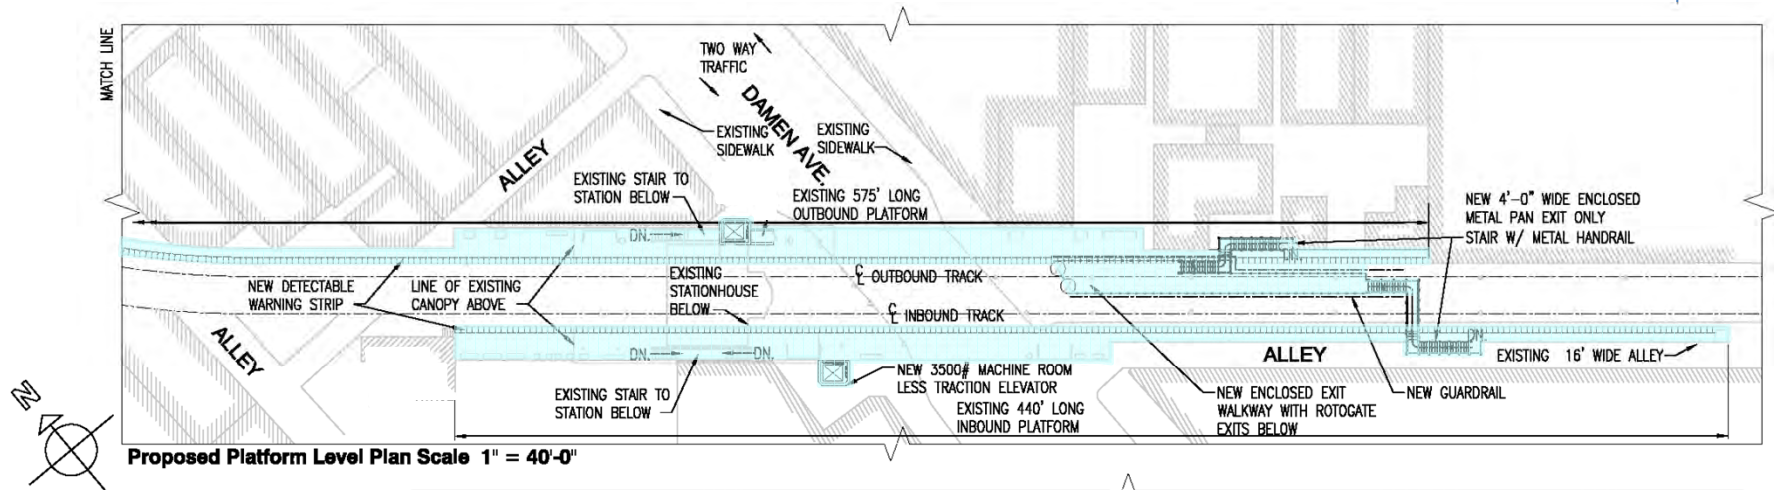 MATCH LINE
TWO WAY
TRAFFIC
DAMEN AVE.
EXISTING
SIDEWALK
EXISTING
SIDEWALK
ALLEY
EXISTING STAIR TO
STATION BELOW
EXISTING 575' LONG
OUTBOUND PLATFORM
NEW 4'-0" WIDE ENCLOSED
METAL PAN EXIT ONLY
STAIR W/ METAL HANDRAIL
DN.
DN.
NEW DETECTABLE
WARNING STRIP
LINE OF EXISTING
CANOPY ABOVE
EXISTING
STATIONHOUSE
BELOW
℄ OUTBOUND TRACK
℄ INBOUND TRACK
ALLEY
DN.
DN.
DN.
ALLEY
EXISTING 16' WIDE ALLEY
NEW 3500# MACHINE ROOM
LESS TRACTION ELEVATOR
EXISTING STAIR TO
STATION BELOW
EXISTING 440' LONG
INBOUND PLATFORM
NEW ENCLOSED EXIT
WALKWAY WITH ROTOGATE
EXITS BELOW
NEW GUARDRAIL
N
Proposed Platform Level Plan Scale 1" = 40'-0"